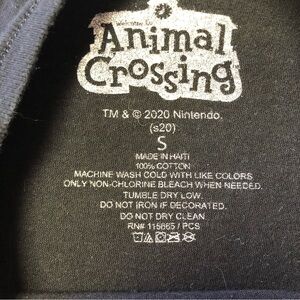 Welcome to
Animal
Crossing
TM & © 2020 Nintendo.
(s20)
S
MADE IN HAITI
100% COTTON
MACHINE WASH COLD WITH LIKE COLORS
ONLY NON-CHLORINE BLEACH WHEN NEEDED.
TUMBLE DRY LOW.
DO NOT IRON IF DECORATED.
DO NOT DRY CLEAN.
RN# 115665 / PCS